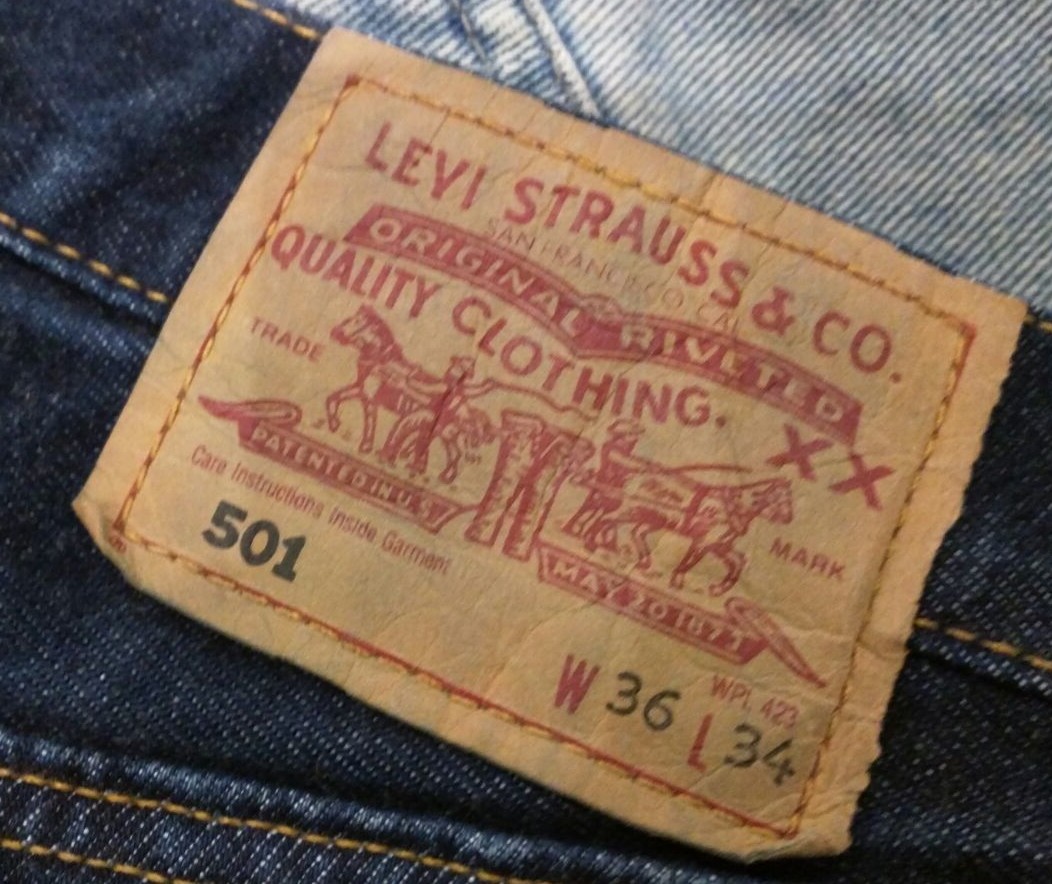 LEVI STRAUSS & CO.
SAN FRANCISCO, CAL
ORIGINAL RIVETED
QUALITY CLOTHING.
XX
TRADE
MARK
PATENTED IN U.S.
MAY 20 1873
Care Instructions Inside Garment
501
WPL 423
W 36 L 34